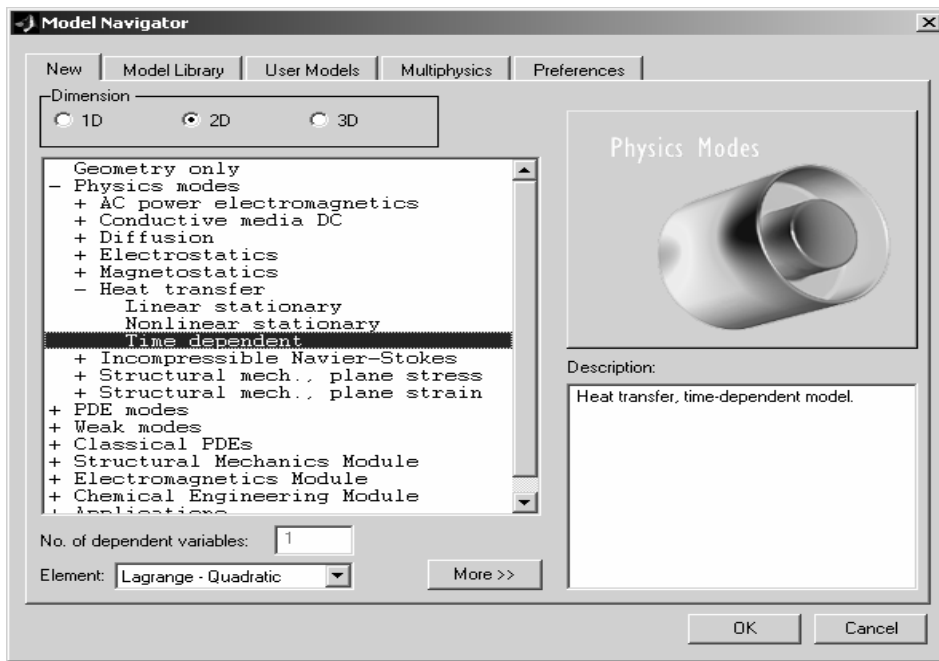 Model Navigator
New Model Library User Models Multiphysics Preferences
Dimension
1D 2D 3D
Geometry only
- Physics modes
+ AC power electromagnetics
+ Conductive media DC
+ Diffusion
+ Electrostatics
+ Magnetostatics
- Heat transfer
Linear stationary
Nonlinear stationary
Time dependent
+ Incompressible Navier-Stokes
+ Structural mech., plane stress
+ Structural mech., plane strain
+ PDE modes
+ Weak modes
+ Classical PDEs
+ Structural Mechanics Module
+ Electromagnetics Module
+ Chemical Engineering Module
+ Applications
No. of dependent variables: 1
Element: Lagrange - Quadratic
More >>
Physics Modes
Description:
Heat transfer, time-dependent model.
OK Cancel